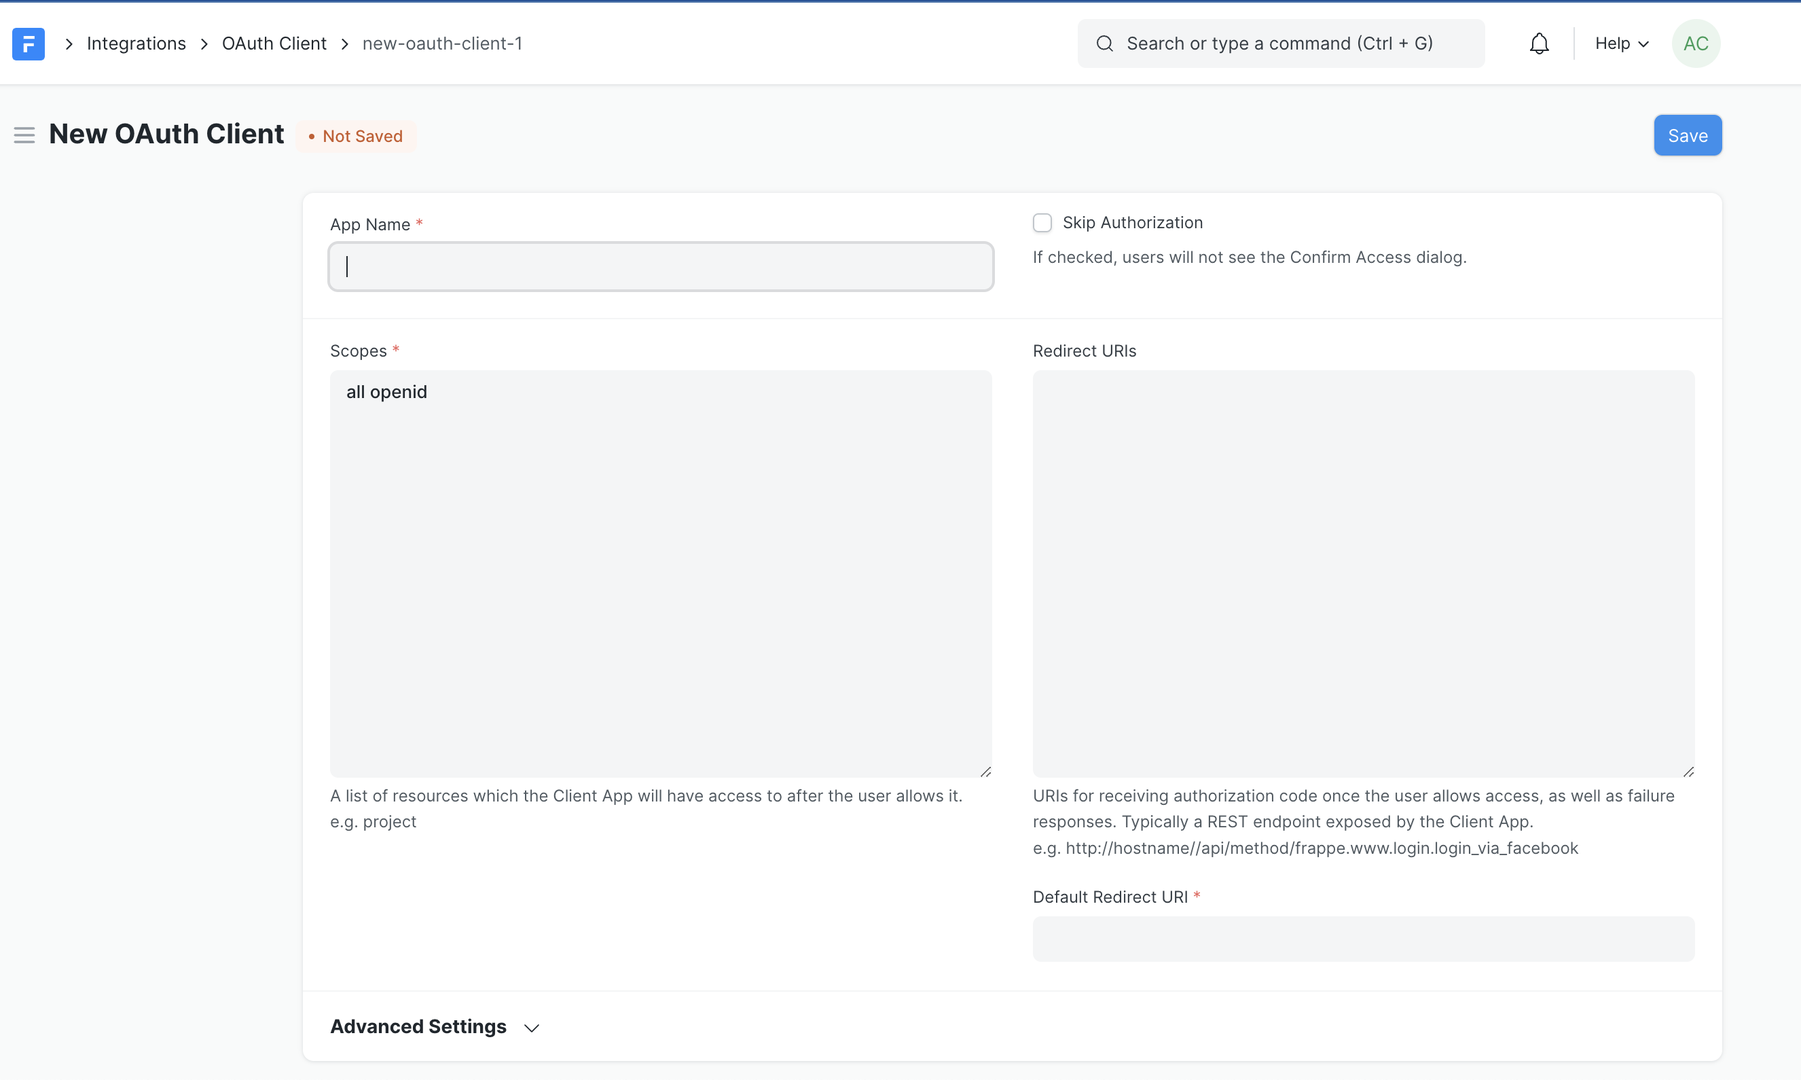 F
Integrations
OAuth Client
new-oauth-client-1
Search or type a command (Ctrl + G)
Help
AC
New OAuth Client
• Not Saved
Save
App Name *
Skip Authorization
If checked, users will not see the Confirm Access dialog.
Scopes *
all openid
A list of resources which the Client App will have access to after the user allows it.
e.g. project
Redirect URIs
URIs for receiving authorization code once the user allows access, as well as failure
responses. Typically a REST endpoint exposed by the Client App.
e.g. http://hostname//api/method/frappe.www.login.login_via_facebook
Default Redirect URI *
Advanced Settings